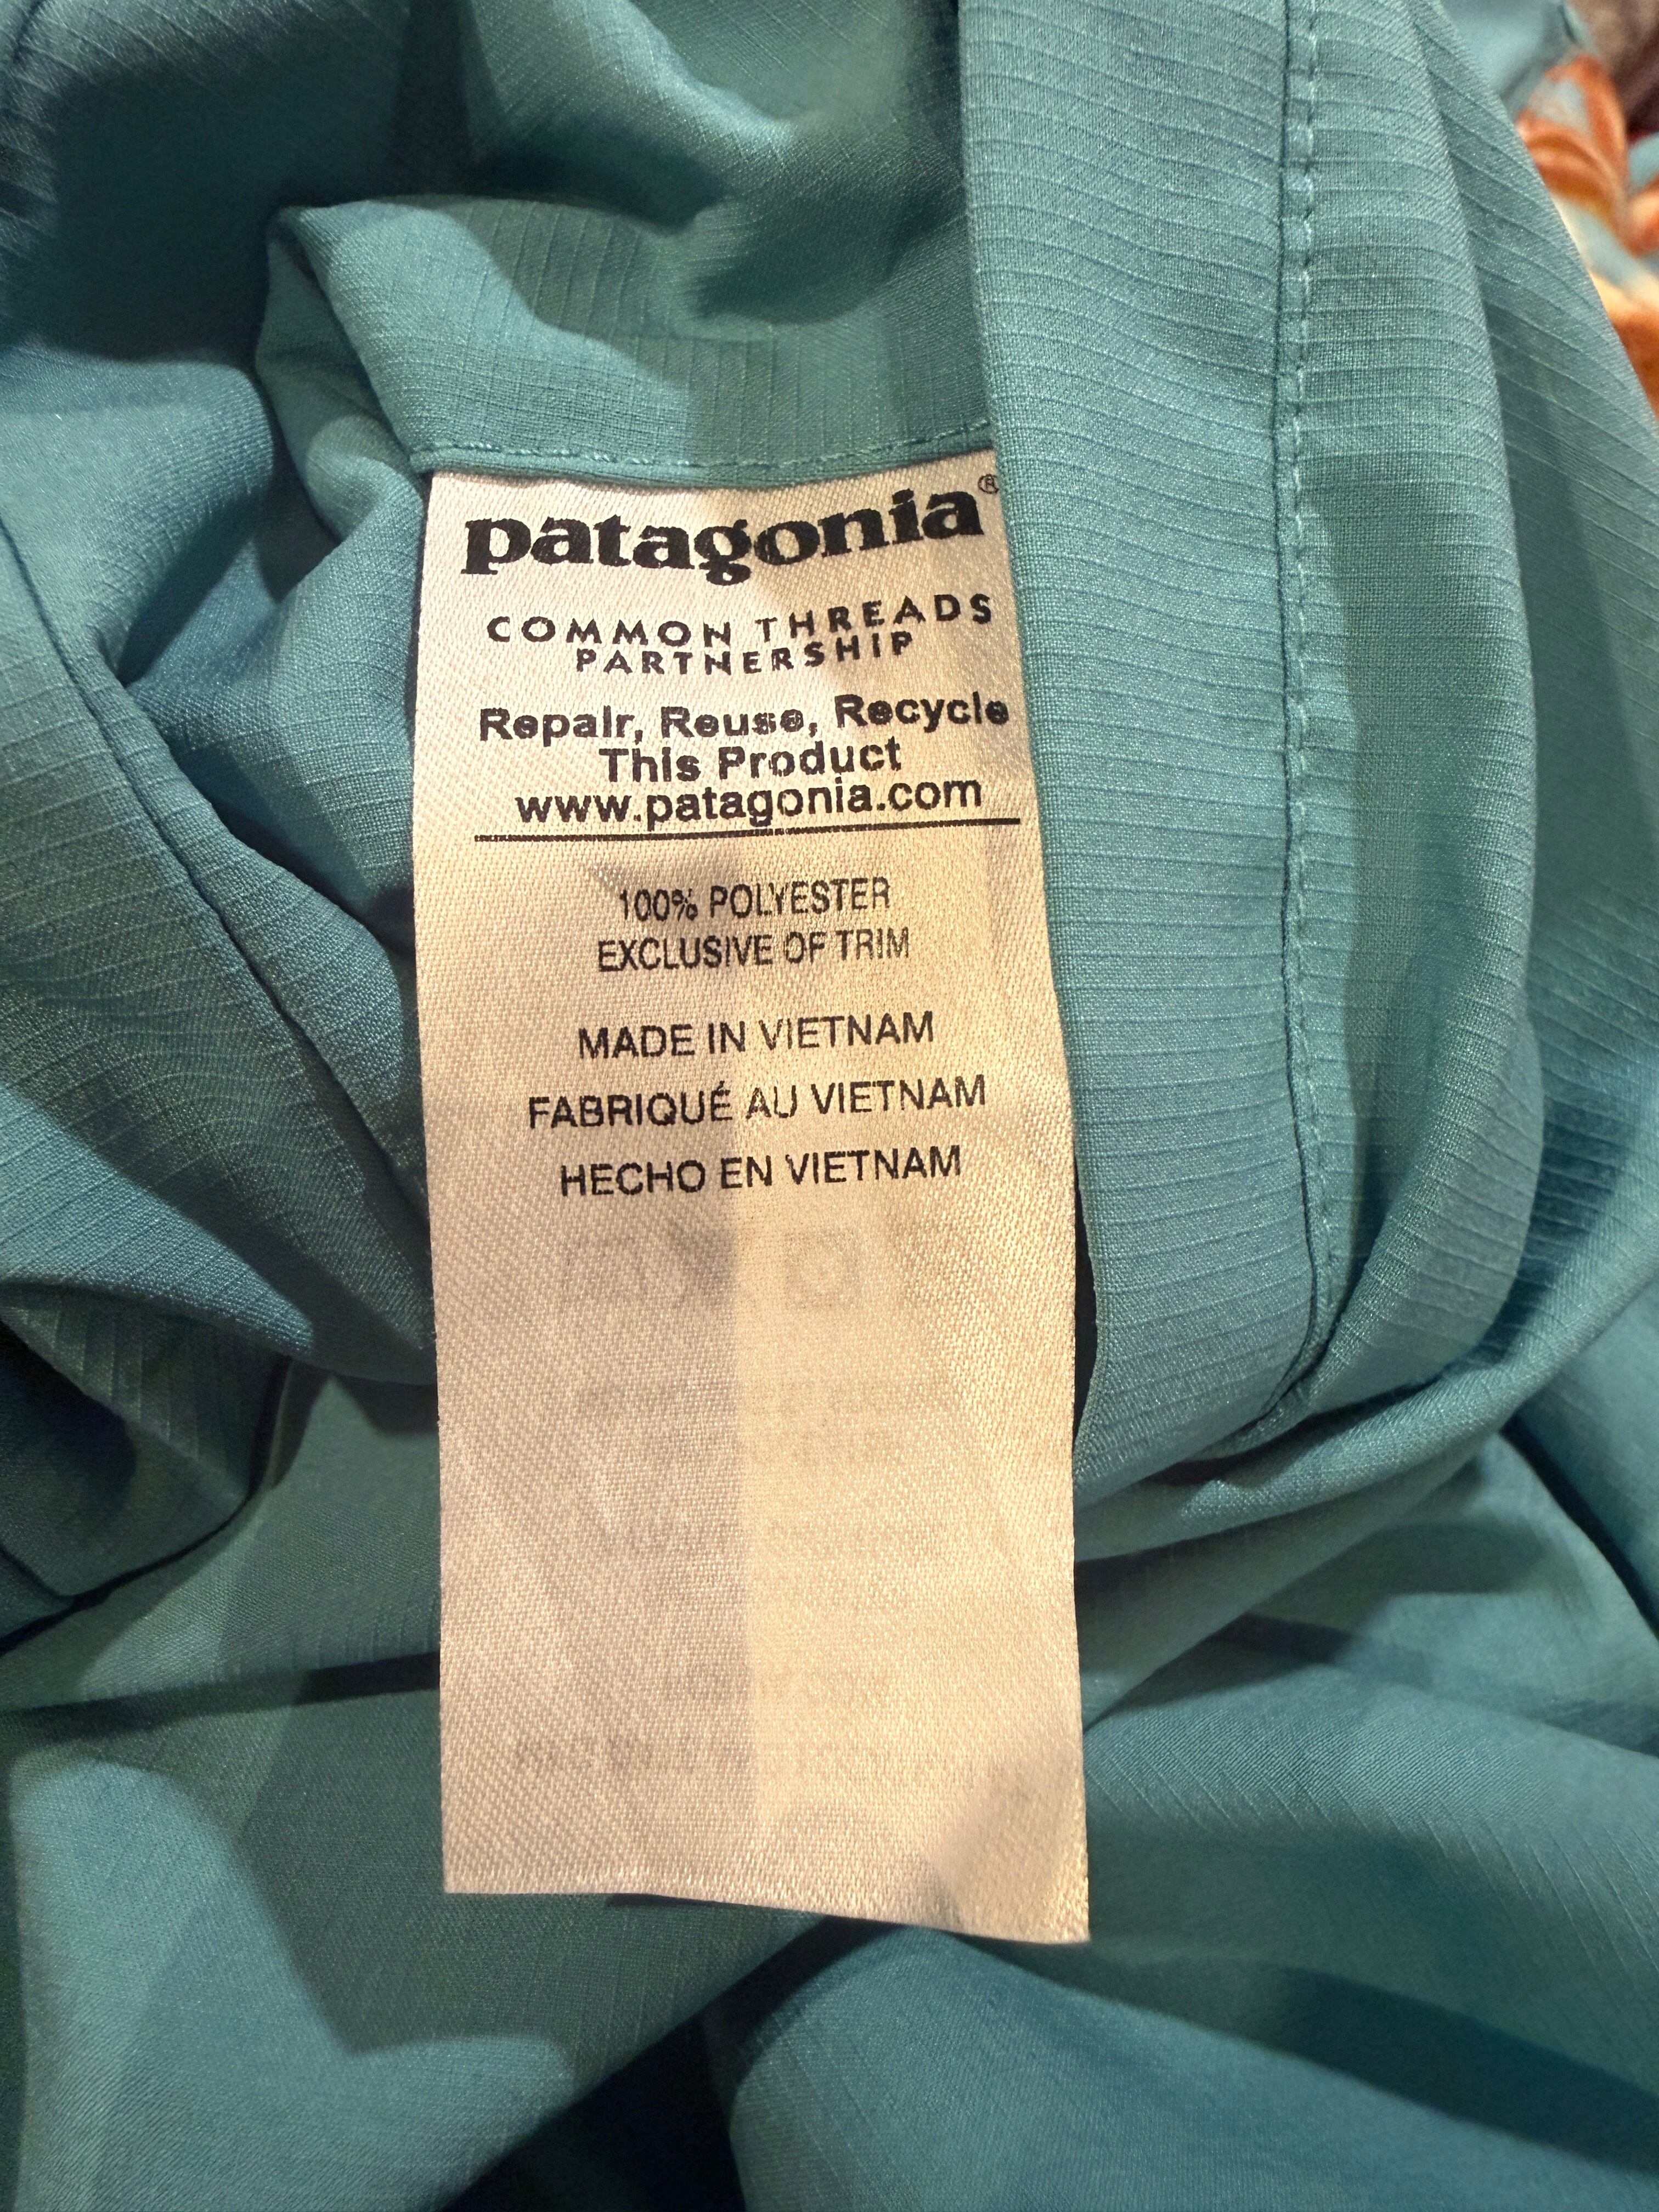 patagonia®
COMMON THREADS
PARTNERSHIP
Repair, Reuse, Recycle
This Product
www.patagonia.com
100% POLYESTER
EXCLUSIVE OF TRIM
MADE IN VIETNAM
FABRIQUÉ AU VIETNAM
HECHO EN VIETNAM